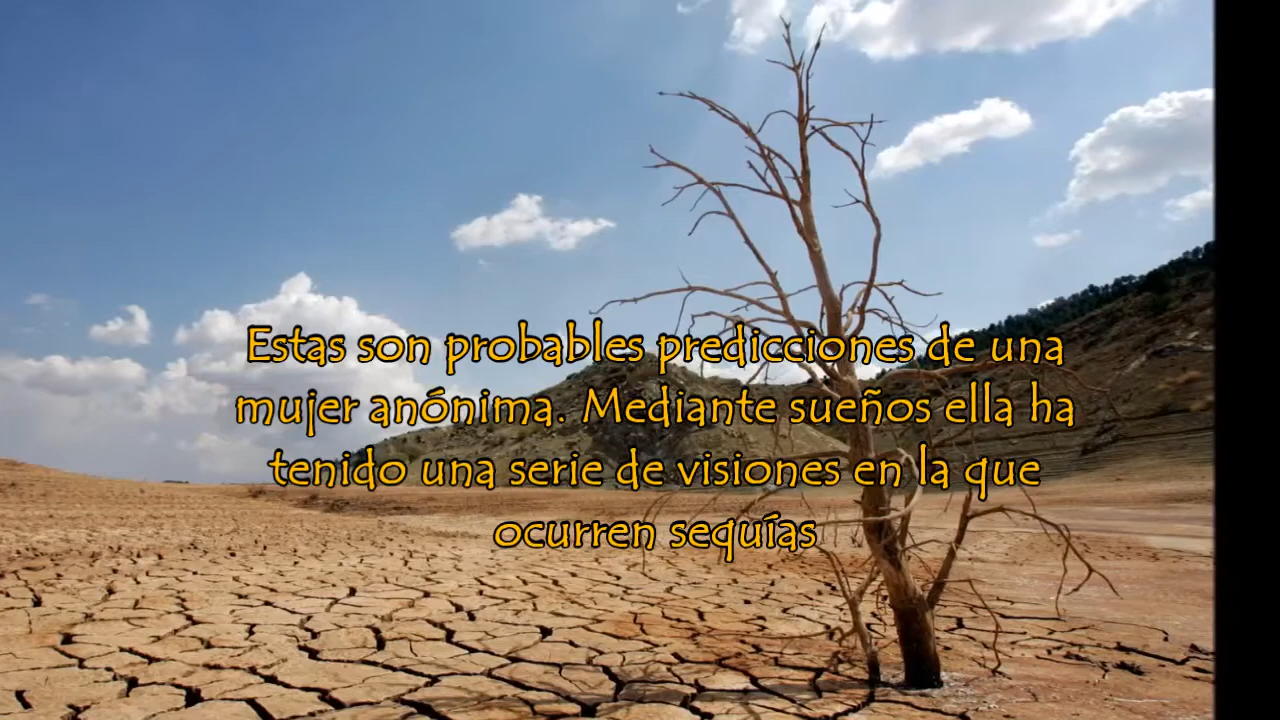 Estas son probables predicciones de una
mujer anónima. Mediante sueños ella ha
tenido una serie de visiones en la que
ocurren sequías